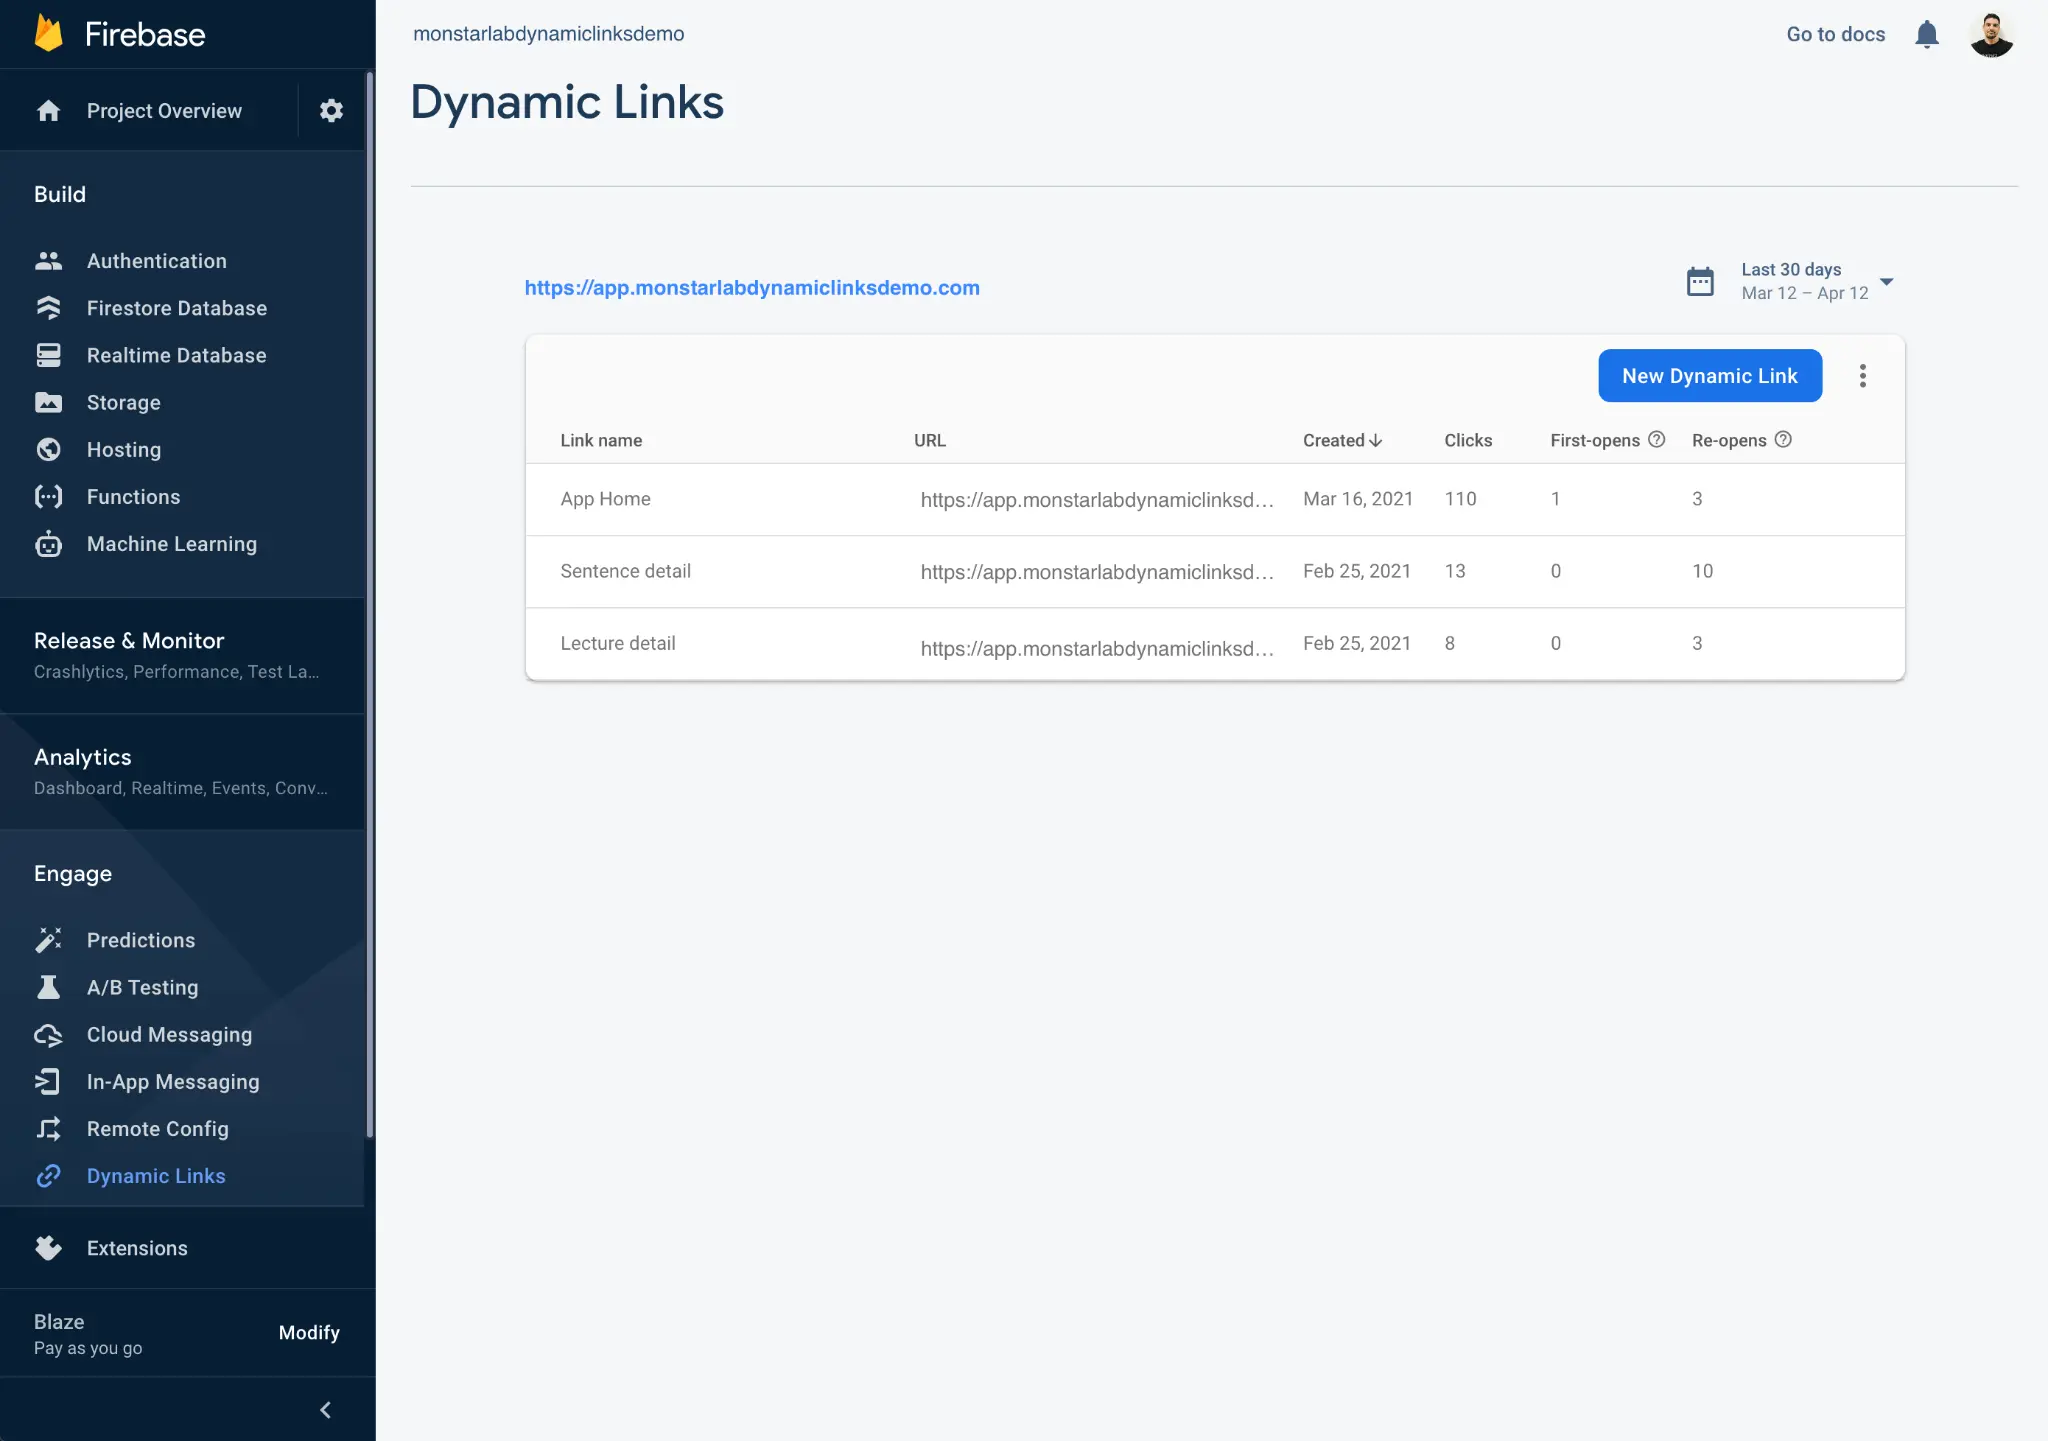 Firebase
Project Overview
Build
Authentication
Firestore Database
Realtime Database
Storage
Hosting
Functions
Machine Learning
Release & Monitor
Crashlytics, Performance, Test La...
Analytics
Dashboard, Realtime, Events, Conv...
Engage
Predictions
A/B Testing
Cloud Messaging
In-App Messaging
Remote Config
Dynamic Links
Extensions
Blaze
Pay as you go
Modify
monstarlabdynamiclinksdemo
Go to docs
Dynamic Links
https://app.monstarlabdynamiclinksdemo.com
Last 30 days
Mar 12 – Apr 12
New Dynamic Link
Link name URL Created Clicks First-opens Re-opens
App Home https://app.monstarlabdynamiclinksd... Mar 16, 2021 110 1 3
Sentence detail https://app.monstarlabdynamiclinksd... Feb 25, 2021 13 0 10
Lecture detail https://app.monstarlabdynamiclinksd... Feb 25, 2021 8 0 3